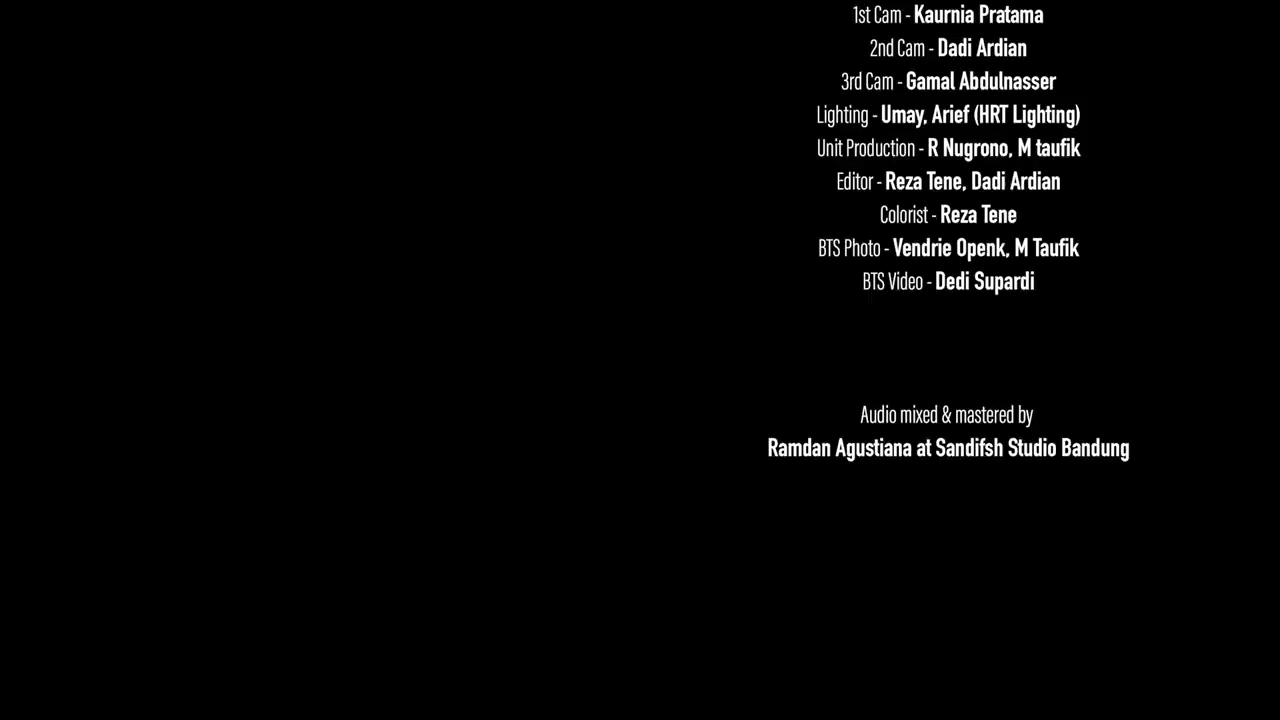 1st Cam - Kaurnia Pratama
2nd Cam - Dadi Ardian
3rd Cam - Gamal Abdulnasser
Lighting - Umay, Arief (HRT Lighting)
Unit Production - R Nugrono, M taufik
Editor - Reza Tene, Dadi Ardian
Colorist - Reza Tene
BTS Photo - Vendrie Openk, M Taufik
BTS Video - Dedi Supardi
Audio mixed & mastered by
Ramdan Agustiana at Sandifsh Studio Bandung